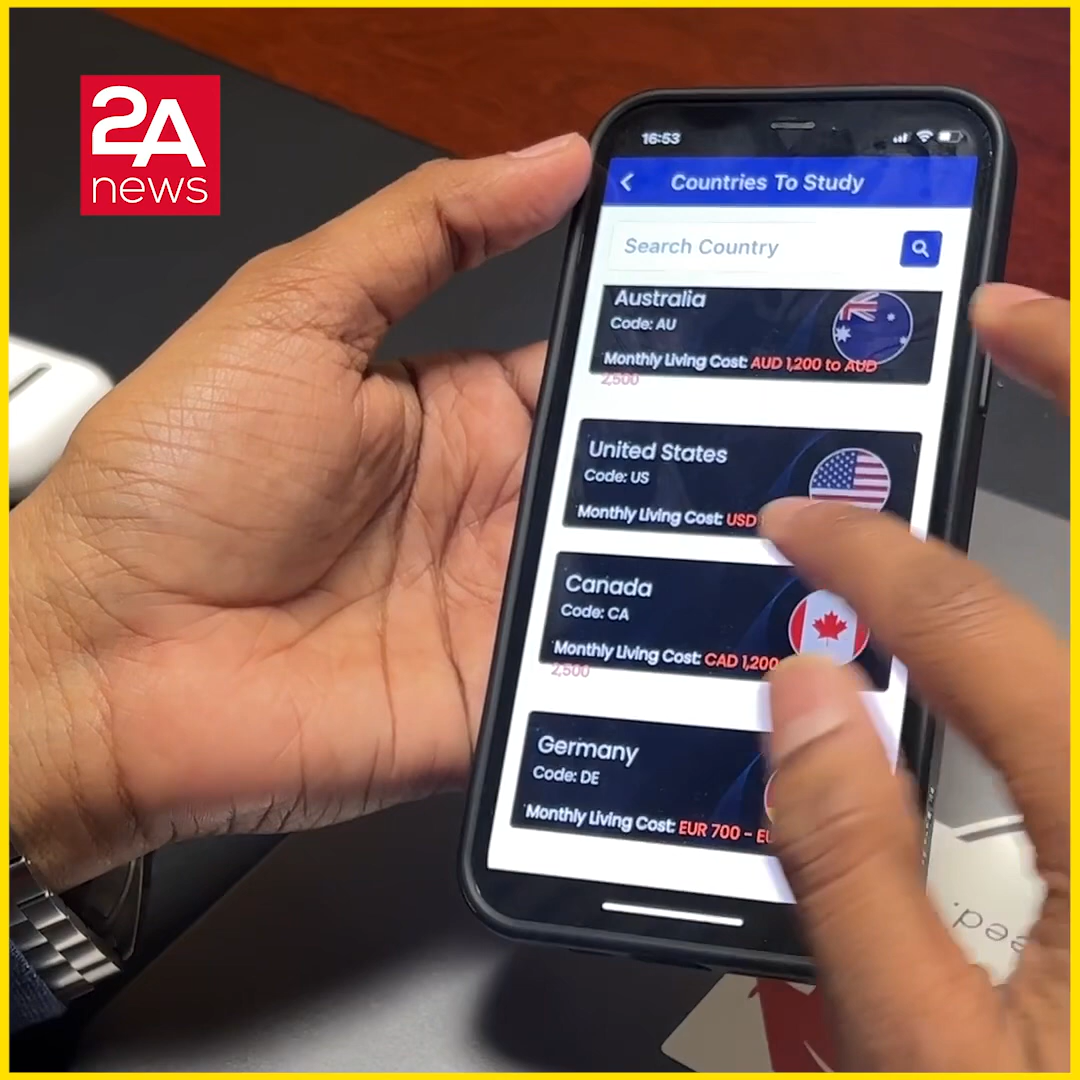 2A
news
16:53
Countries To Study
Search Country
Australia
Code: AU
Monthly Living Cost: AUD 1,200 to AUD
2,500
United States
Code: US
Monthly Living Cost: USD
Canada
Code: CA
Monthly Living Cost: CAD 1,200
2,500
Germany
Code: DE
Monthly Living Cost: EUR 700 -